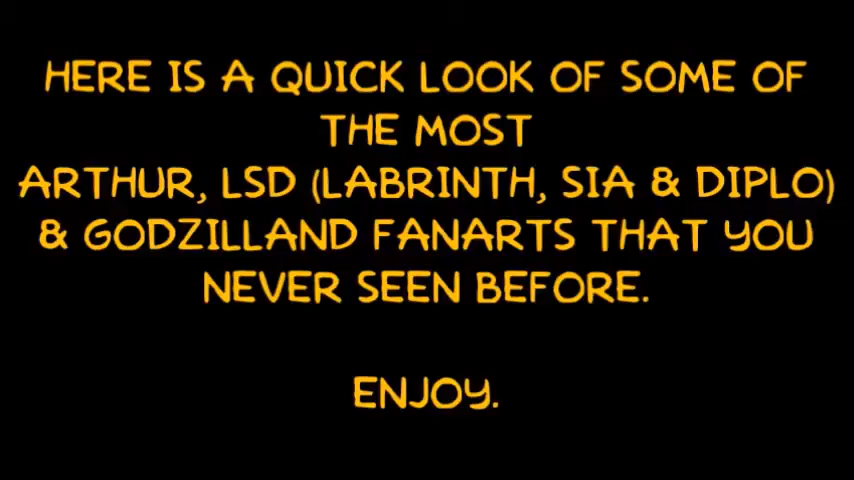 HERE IS A QUICK LOOK OF SOME OF
THE MOST
ARTHUR, LSD (LABRINTH, SIA & DIPLO)
& GODZILLAND FANARTS THAT YOU
NEVER SEEN BEFORE.
ENJOY.